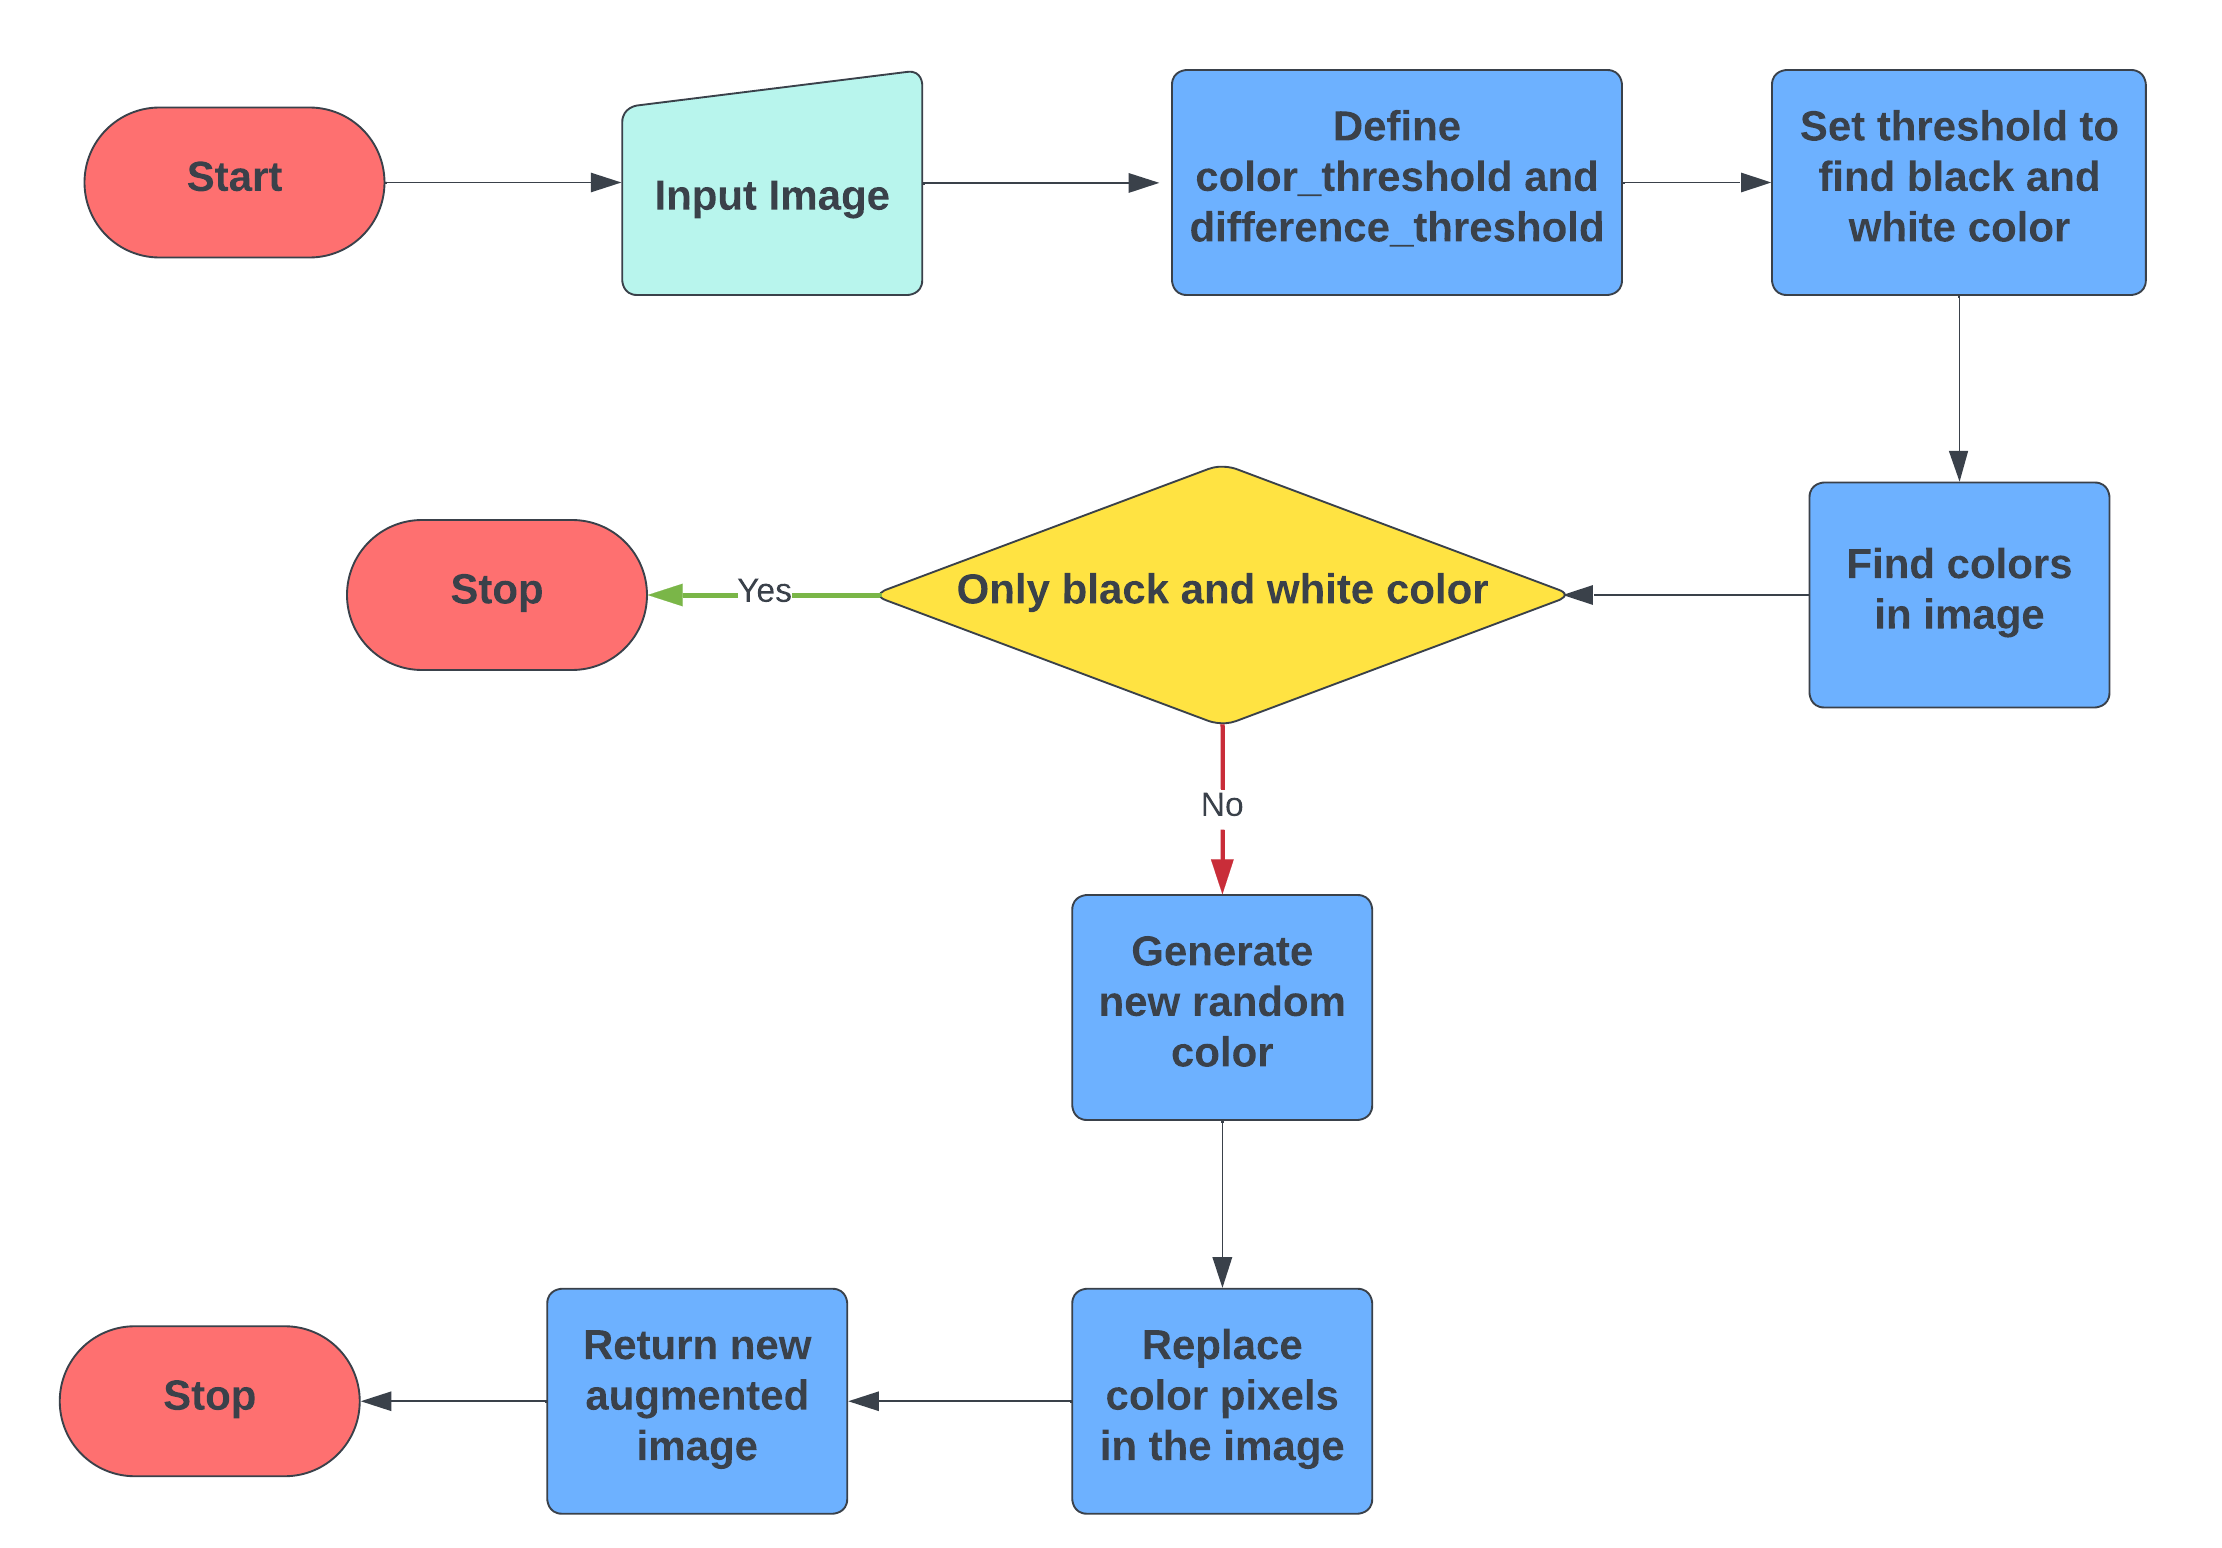 Start
Input Image
Define
color_threshold and
difference_threshold
Set threshold to
find black and
white color
Find colors
in image
Only black and white color
Yes
Stop
No
Generate
new random
color
Replace
color pixels
in the image
Return new
augmented
image
Stop